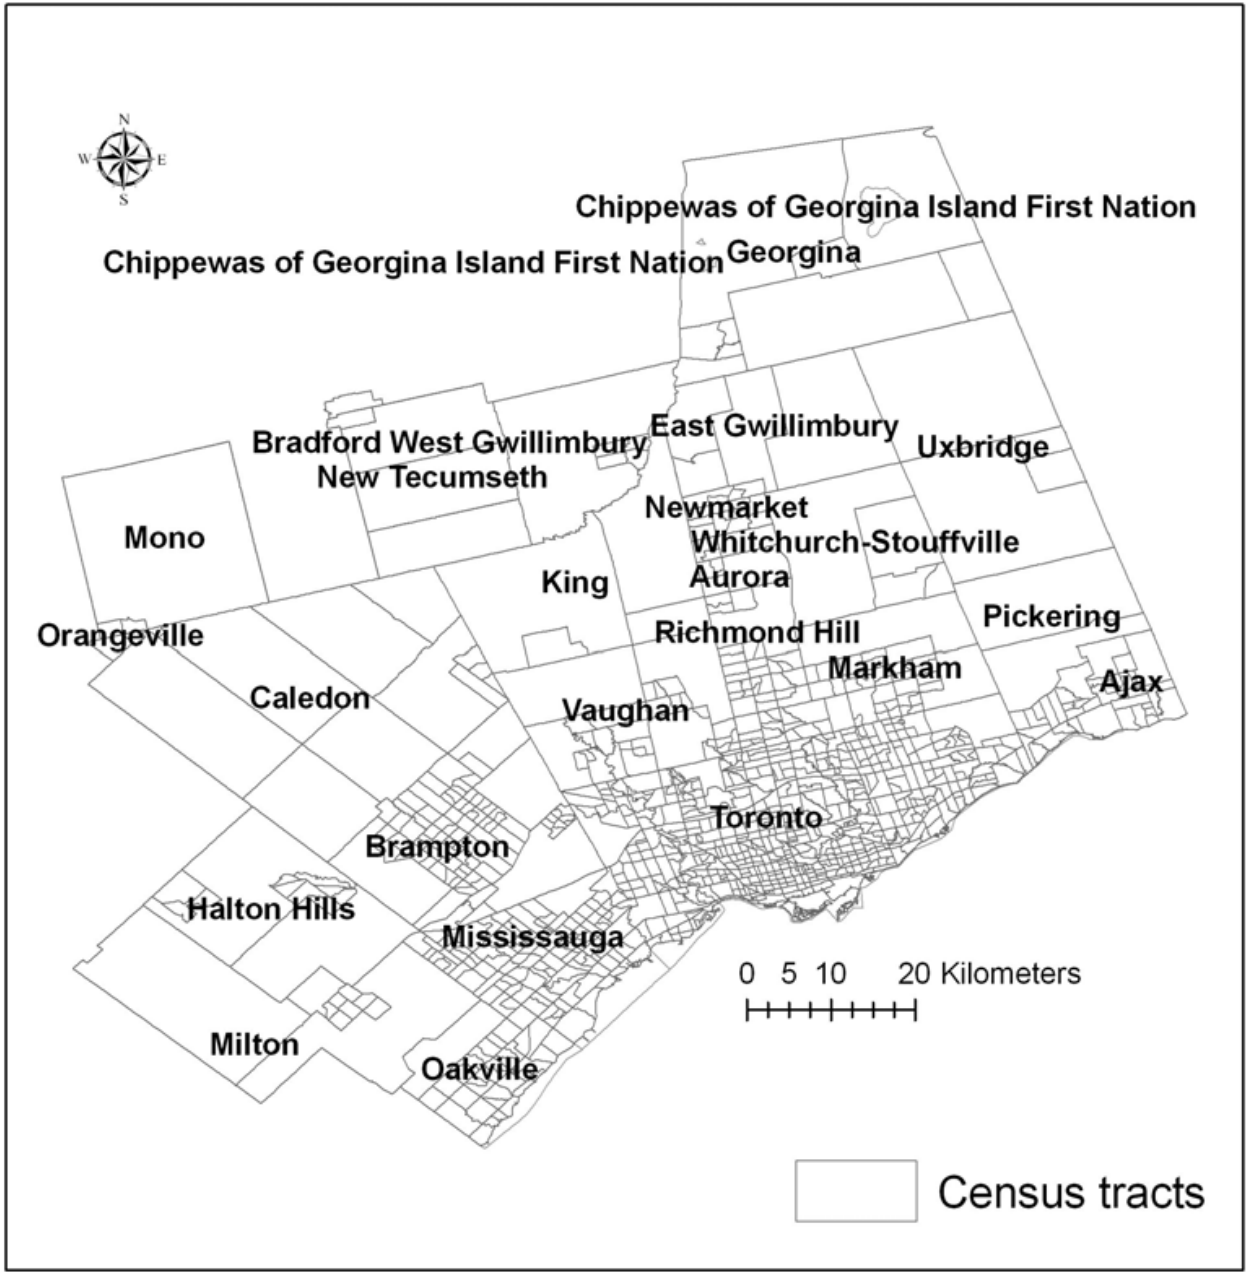 N
W E
S
Chippewas of Georgina Island First Nation
Georgina
Chippewas of Georgina Island First Nation
East Gwillimbury
Bradford West Gwillimbury
Uxbridge
New Tecumseth
Newmarket
Mono
Whitchurch-Stouffville
King
Aurora
Pickering
Orangeville
Richmond Hill
Markham
Ajax
Caledon
Vaughan
Toronto
Brampton
Halton Hills
Mississauga
0 5 10 20 Kilometers
Milton
Oakville
Census tracts